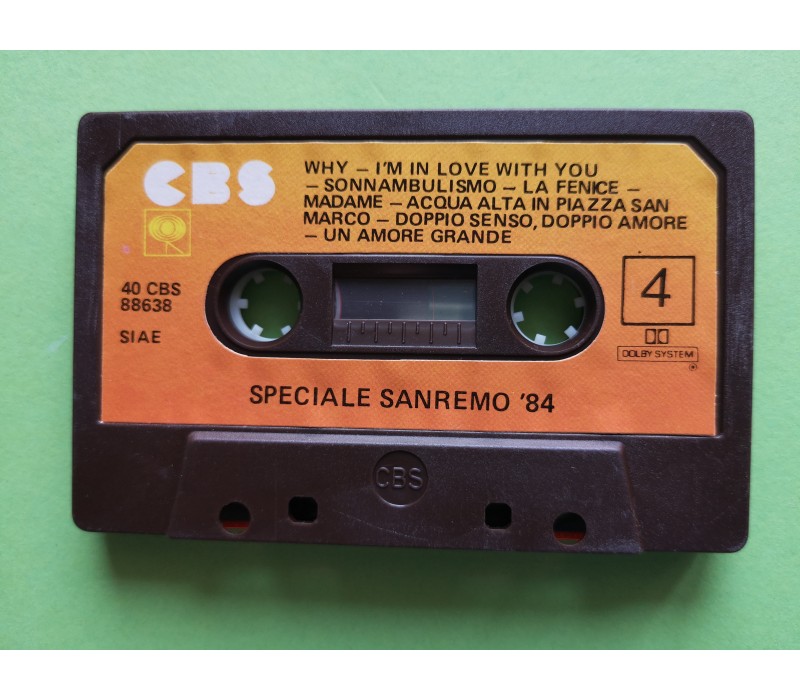 CBS
WHY – I'M IN LOVE WITH YOU
– SONNAMBULISMO – LA FENICE –
MADAME – ACQUA ALTA IN PIAZZA SAN
MARCO – DOPPIO SENSO, DOPPIO AMORE
– UN AMORE GRANDE
40 CBS
88638
SIAE
4
DOLBY SYSTEM
®
SPECIALE SANREMO '84
CBS